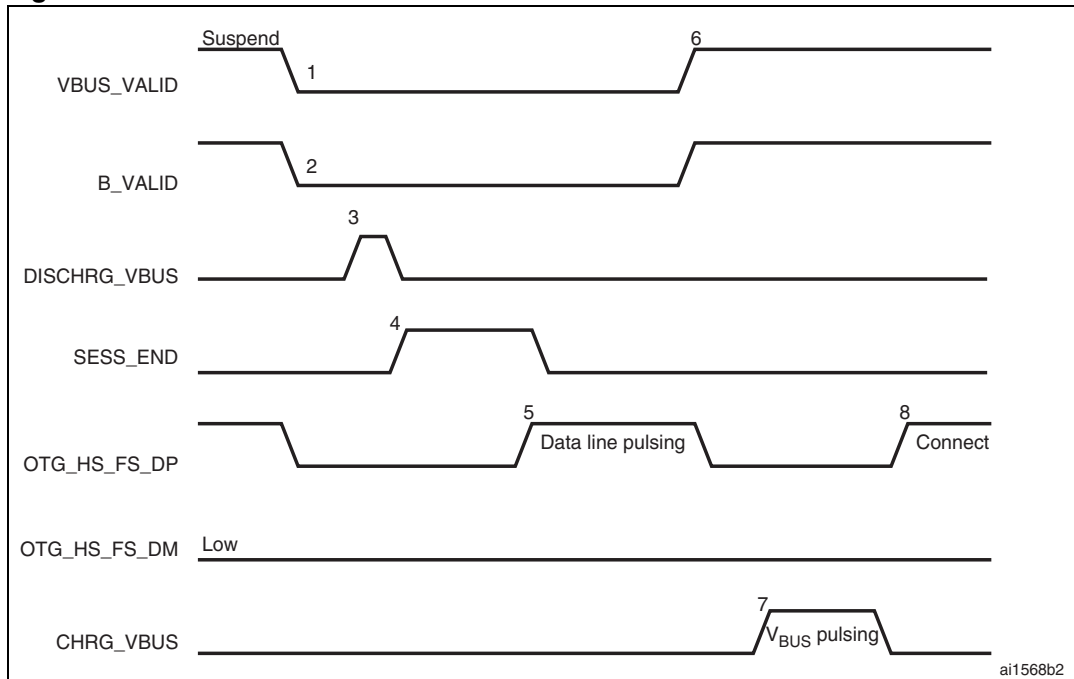 Suspend
6
VBUS_VALID
1
B_VALID
2
3
DISCHRG_VBUS
4
SESS_END
5
8
Data line pulsing
Connect
OTG_HS_FS_DP
OTG_HS_FS_DM
Low
7
CHRG_VBUS
VBUS pulsing
ai1568b2